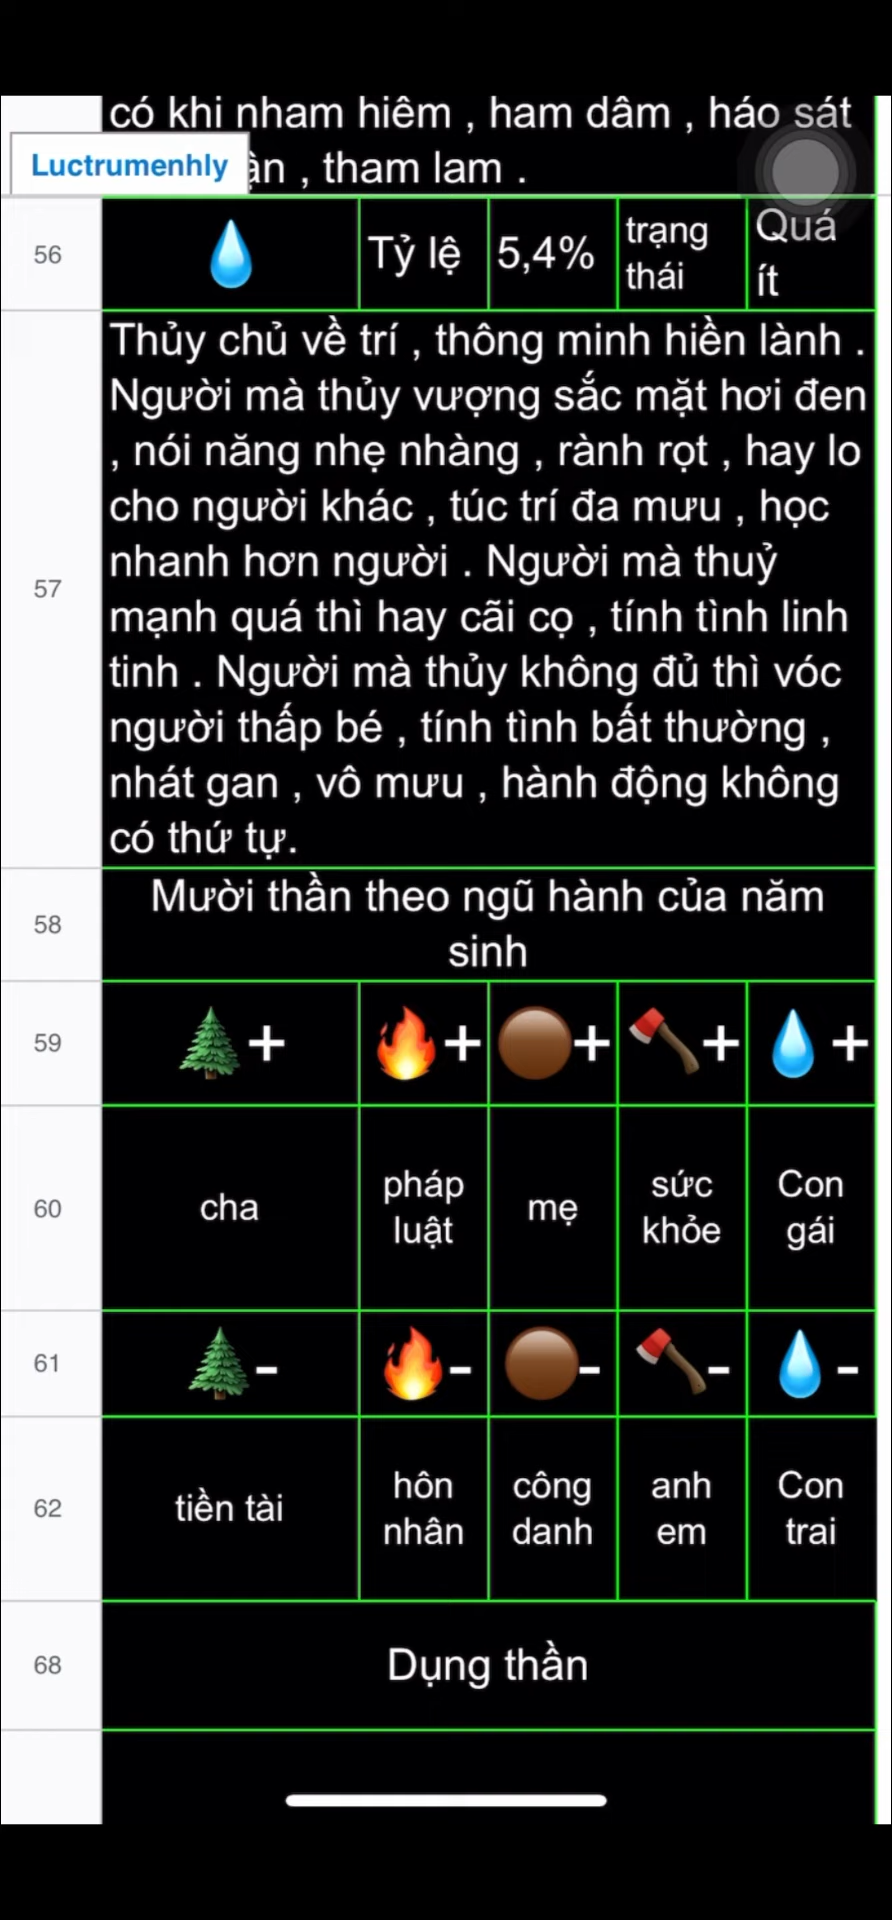 có khi nham hiêm , ham dâm , háo sát
Luctrumenhly
, tham lam .
56
Tỷ lệ
5,4%
trạng
thái
Quá
ít
57
Thủy chủ về trí , thông minh hiền lành .
Người mà thủy vượng sắc mặt hơi đen
, nói năng nhẹ nhàng , rành rọt , hay lo
cho người khác , túc trí đa mưu , học
nhanh hơn người . Người mà thuỷ
mạnh quá thì hay cãi cọ , tính tình linh
tinh . Người mà thủy không đủ thì vóc
người thấp bé , tính tình bất thường ,
nhát gan , vô mưu , hành động không
có thứ tự.
58
Mười thần theo ngũ hành của năm
sinh
59
+ + + + +
60
cha
pháp
luật
mẹ
sức
khỏe
Con
gái
61
- - - - -
62
tiền tài
hôn
nhân
công
danh
anh
em
Con
trai
68
Dụng thần